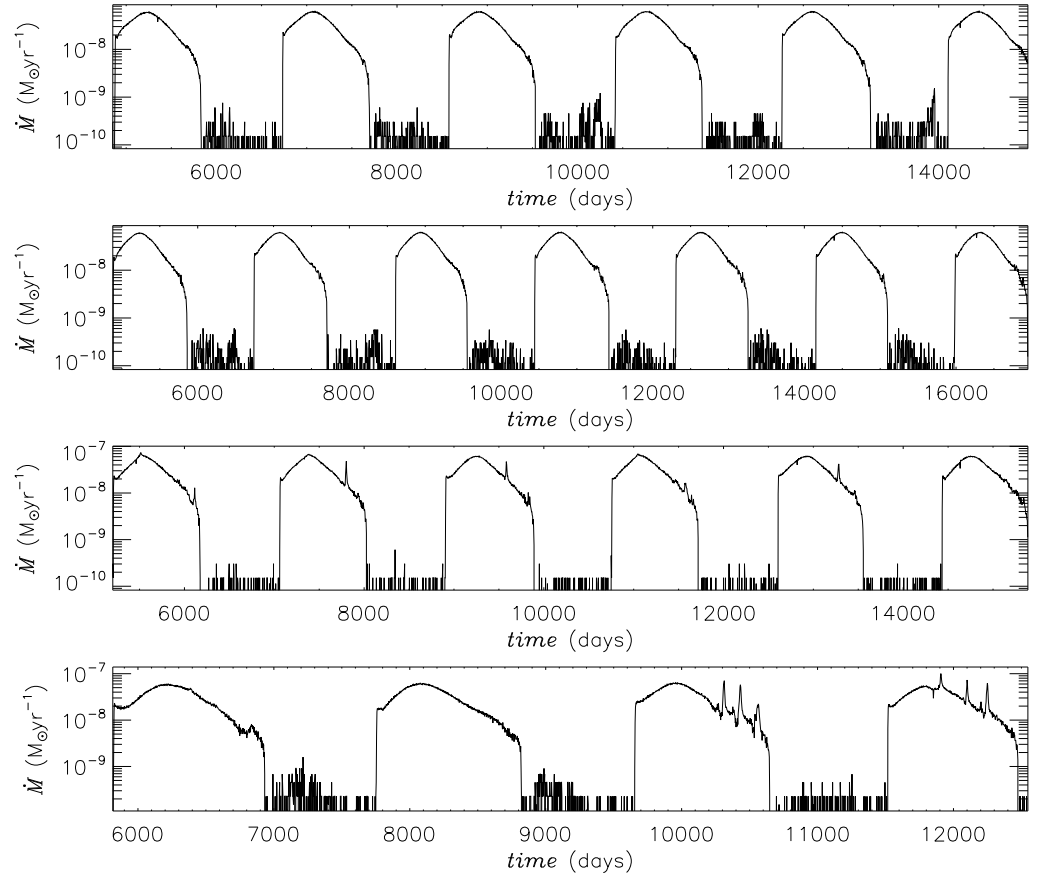 10⁻⁸
10⁻⁹
10⁻¹⁰
Ṁ (M☉yr⁻¹)
6000 8000 10000 12000 14000
time (days)
10⁻⁸
10⁻⁹
10⁻¹⁰
Ṁ (M☉yr⁻¹)
6000 8000 10000 12000 14000 16000
time (days)
10⁻⁷
10⁻⁸
10⁻⁹
10⁻¹⁰
Ṁ (M☉yr⁻¹)
6000 8000 10000 12000 14000
time (days)
10⁻⁷
10⁻⁸
10⁻⁹
Ṁ (M☉yr⁻¹)
6000 7000 8000 9000 10000 11000 12000
time (days)